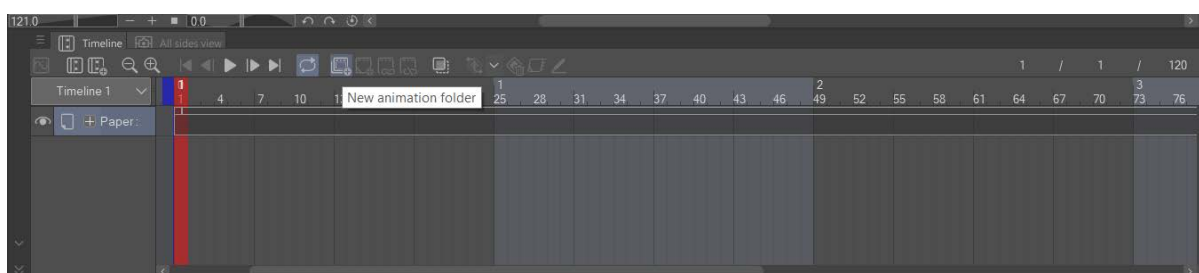 121.0 0.0
Timeline All sides view
1 / 1 / 120
Timeline 1 0 1 2 3
1 4 7 10 New animation folder 25 28 31 34 37 40 43 46 49 52 55 58 61 64 67 70 73 76
Paper: